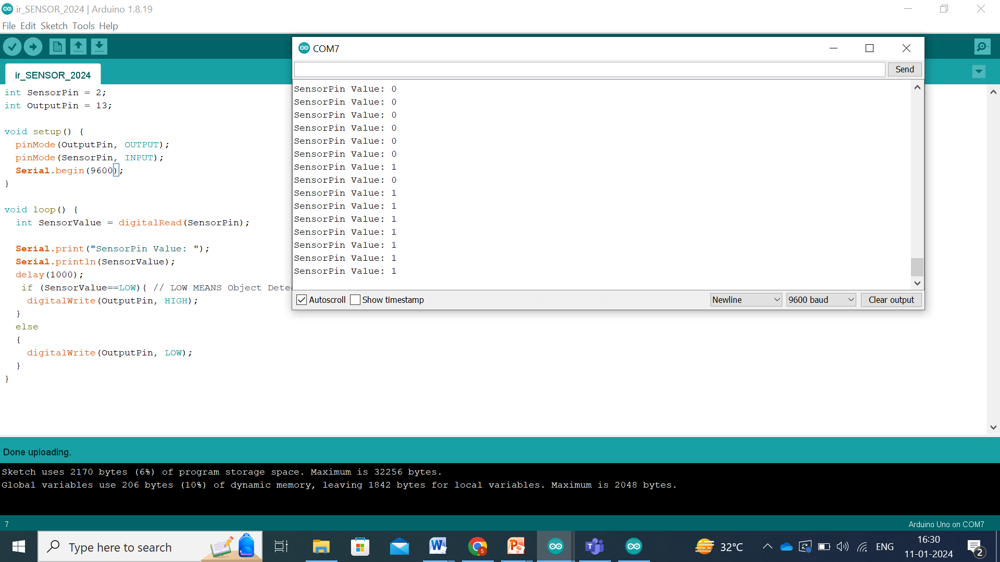 ir_SENSOR_2024 | Arduino 1.8.19
File Edit Sketch Tools Help
ir_SENSOR_2024
int SensorPin = 2;
int OutputPin = 13;
void setup() {
pinMode(OutputPin, OUTPUT);
pinMode(SensorPin, INPUT);
Serial.begin(9600);
}
void loop() {
int SensorValue = digitalRead(SensorPin);
Serial.print("SensorPin Value: ");
Serial.println(SensorValue);
delay(1000);
if (SensorValue==LOW){ // LOW MEANS Object
digitalWrite(OutputPin, HIGH);
}
else
{
digitalWrite(OutputPin, LOW);
}
}
COM7
Send
SensorPin Value: 0
SensorPin Value: 0
SensorPin Value: 0
SensorPin Value: 0
SensorPin Value: 0
SensorPin Value: 0
SensorPin Value: 1
SensorPin Value: 0
SensorPin Value: 1
SensorPin Value: 1
SensorPin Value: 1
SensorPin Value: 1
SensorPin Value: 1
SensorPin Value: 1
SensorPin Value: 1
Autoscroll Show timestamp Newline 9600 baud Clear output
Done uploading.
Sketch uses 2170 bytes (6%) of program storage space. Maximum is 32256 bytes.
Global variables use 206 bytes (10%) of dynamic memory, leaving 1842 bytes for local variables. Maximum is 2048 bytes.
7 Arduino Uno on COM7
Type here to search 32°C ENG 16:30
11-01-2024 2